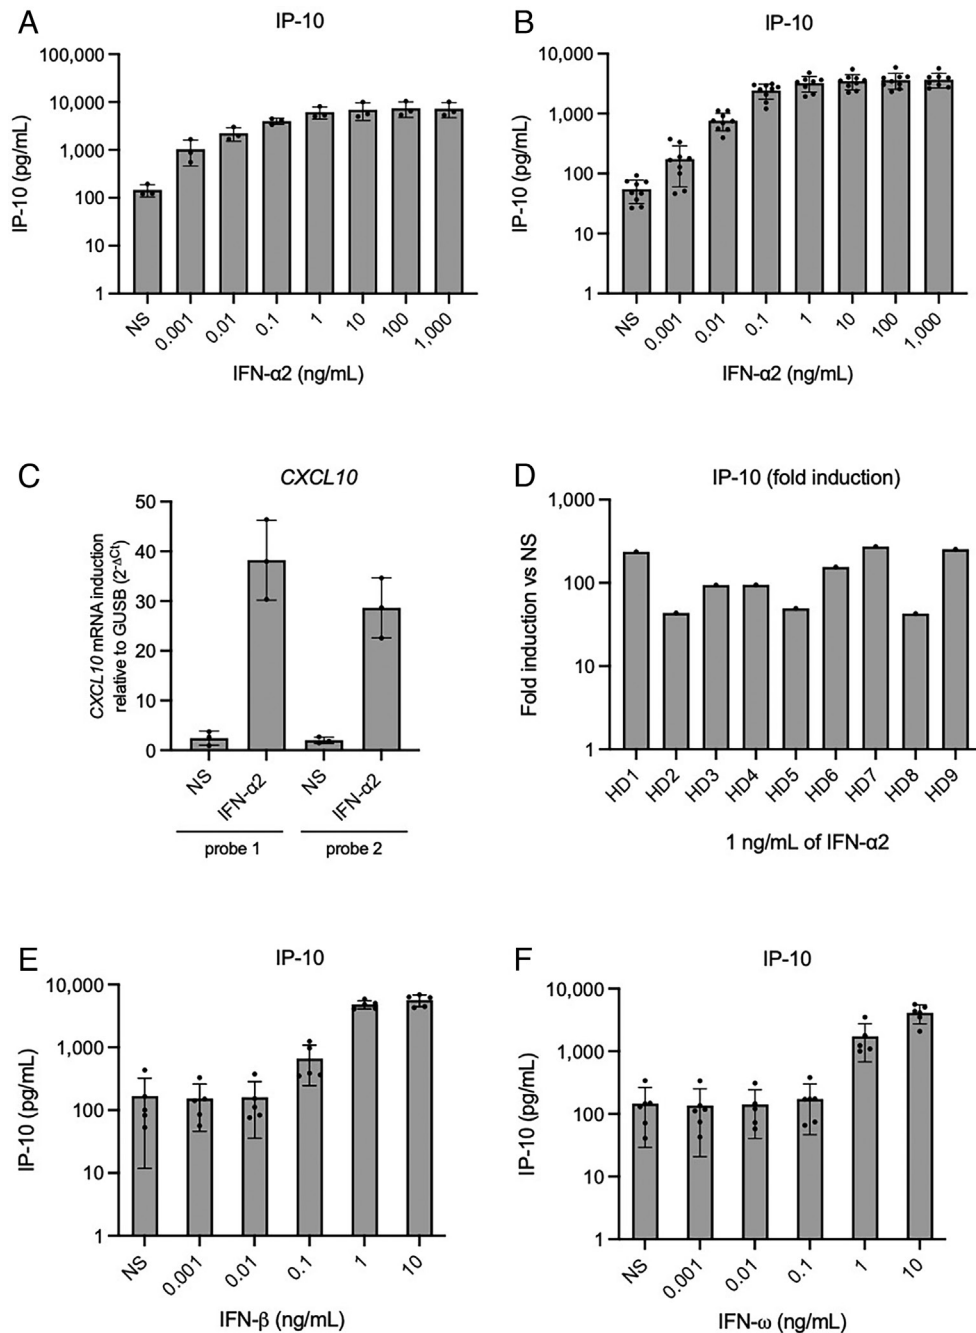 A
IP-10
IP-10 (pg/mL)
100,000
10,000
1,000
100
10
1
NS
0.001
0.01
0.1
1
10
100
1,000
IFN-α2 (ng/mL)
B
IP-10
IP-10 (pg/mL)
10,000
1,000
100
10
1
NS
0.001
0.01
0.1
1
10
100
1,000
IFN-α2 (ng/mL)
C
CXCL10
CXCL10 mRNA induction
relative to GUSB (2-ΔCt)
50
40
30
20
10
0
NS
IFN-α2
NS
IFN-α2
probe 1
probe 2
D
IP-10 (fold induction)
Fold induction vs NS
1,000
100
10
1
HD1
HD2
HD3
HD4
HD5
HD6
HD7
HD8
HD9
1 ng/mL of IFN-α2
E
IP-10
IP-10 (pg/mL)
10,000
1,000
100
10
1
NS
0.001
0.01
0.1
1
10
IFN-β (ng/mL)
F
IP-10
IP-10 (pg/mL)
10,000
1,000
100
10
1
NS
0.001
0.01
0.1
1
10
IFN-ω (ng/mL)